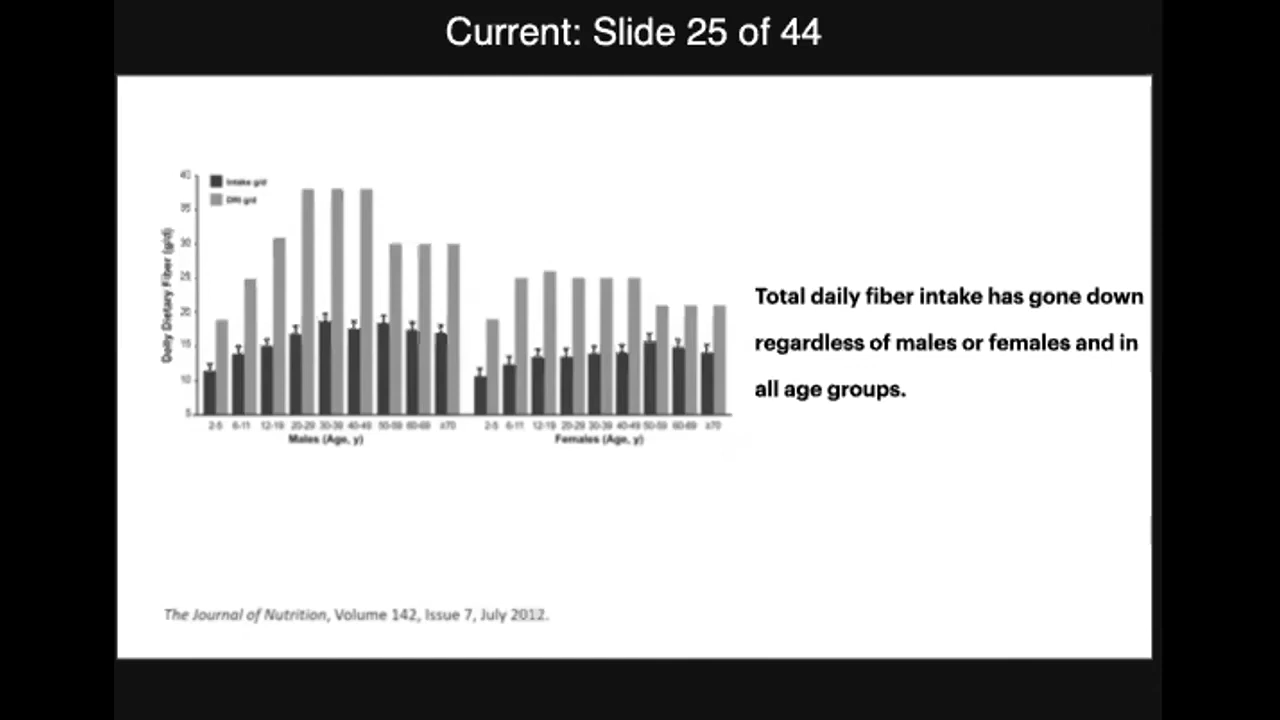 Current: Slide 25 of 44
40
Intake g/d
DRI g/d
35
30
25
20
15
10
5
Daily Dietary Fiber (g/d)
2-5 6-11 12-19 20-29 30-39 40-49 50-59 60-69 ≥70 2-5 6-11 12-19 20-29 30-39 40-49 50-59 60-69 ≥70
Males (Age, y) Females (Age, y)
Total daily fiber intake has gone down
regardless of males or females and in
all age groups.
The Journal of Nutrition, Volume 142, Issue 7, July 2012.